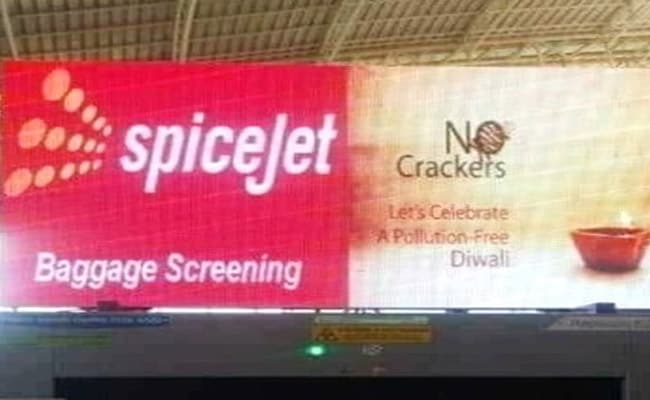 spiceJet
Baggage Screening
NO
Crackers
Let's Celebrate
A Pollution-Free
Diwali